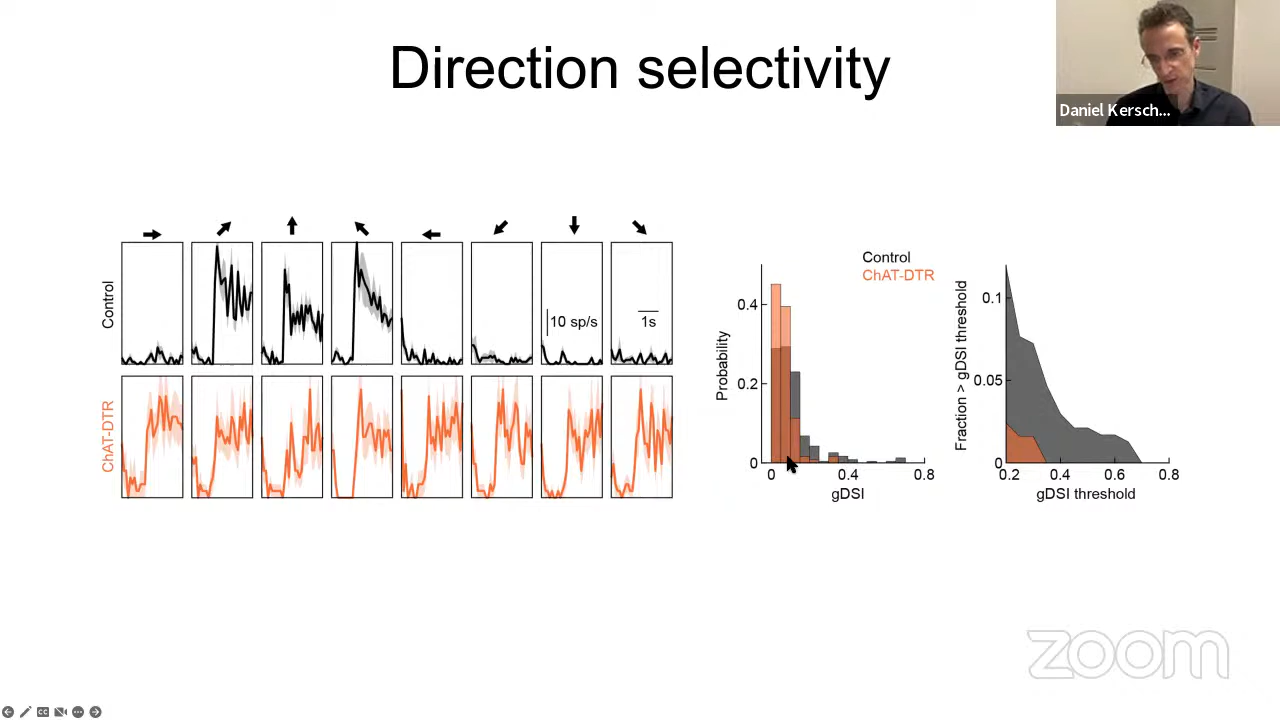 Direction selectivity
Daniel Kersch...
Control
10 sp/s
1s
ChAT-DTR
Control
ChAT-DTR
Probability
0.4
0.2
0
0
0.4
0.8
gDSI
Fraction > gDSI threshold
0.1
0.05
0
0.2
0.4
0.6
0.8
gDSI threshold
zoom